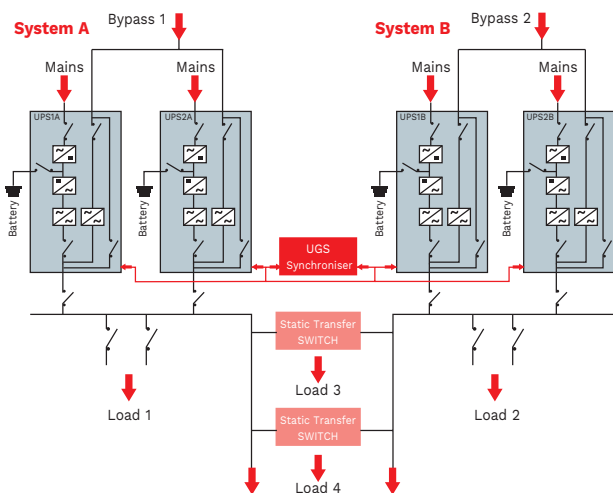 Bypass 1
Bypass 2
System A
System B
Mains
Mains
Mains
Mains
UPS1A
UPS2A
UPS1B
UPS2B
Battery
Battery
Battery
Battery
UGS
Synchroniser
Static Transfer
SWITCH
Load 3
Load 1
Load 2
Static Transfer
SWITCH
Load 4